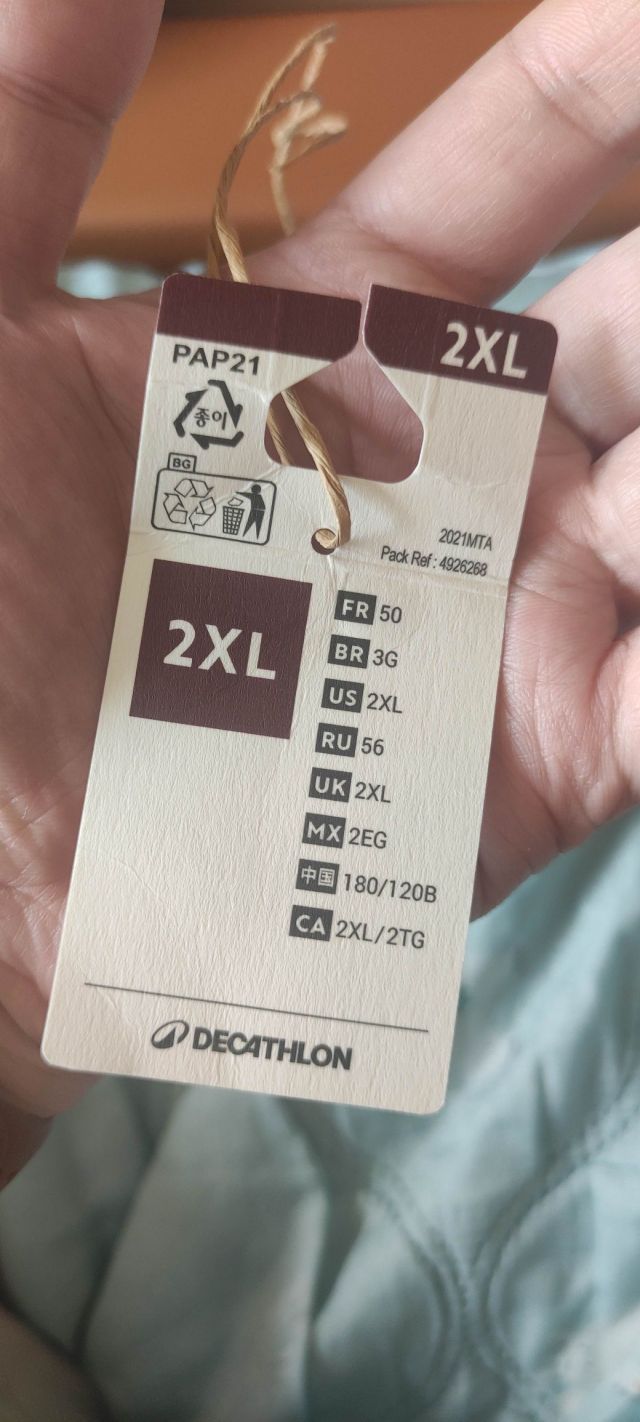 2XL
PAP21
종이
BG
2021MTA
Pack Ref : 4926268
2XL
FR 50
BR 3G
US 2XL
RU 56
UK 2XL
MX 2EG
中国 180/120B
CA 2XL/2TG
DECATHLON